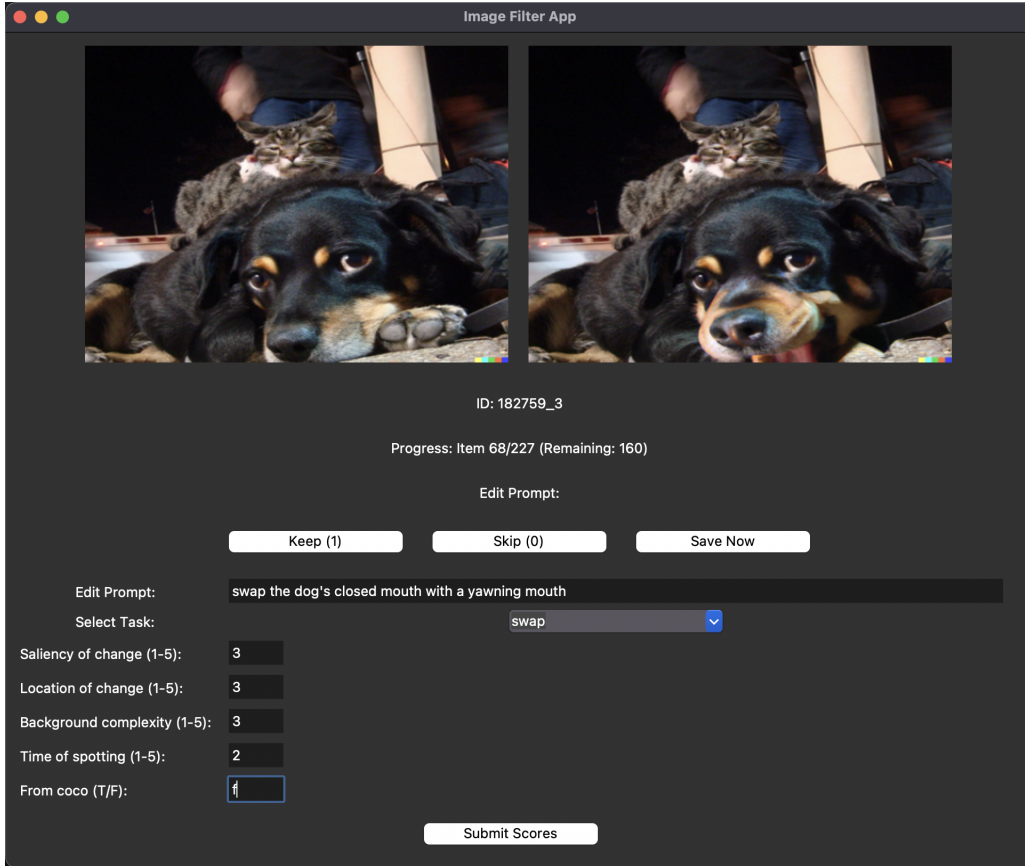 Image Filter App
ID: 182759_3
Progress: Item 68/227 (Remaining: 160)
Edit Prompt:
Keep (1) Skip (0) Save Now
Edit Prompt: swap the dog's closed mouth with a yawning mouth
Select Task: swap
Saliency of change (1-5): 3
Location of change (1-5): 3
Background complexity (1-5): 3
Time of spotting (1-5): 2
From coco (T/F): f
Submit Scores